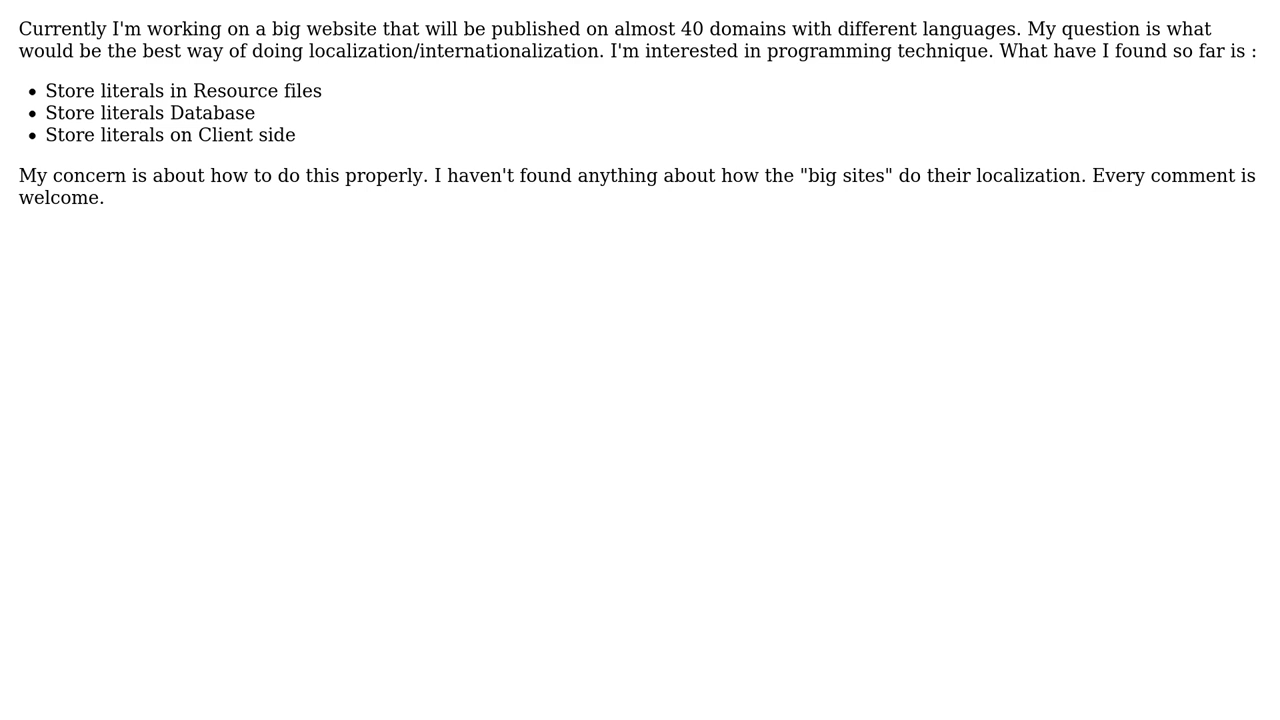 Currently I'm working on a big website that will be published on almost 40 domains with different languages. My question is what
would be the best way of doing localization/internationalization. I'm interested in programming technique. What have I found so far is :
• Store literals in Resource files
• Store literals Database
• Store literals on Client side
My concern is about how to do this properly. I haven't found anything about how the "big sites" do their localization. Every comment is
welcome.